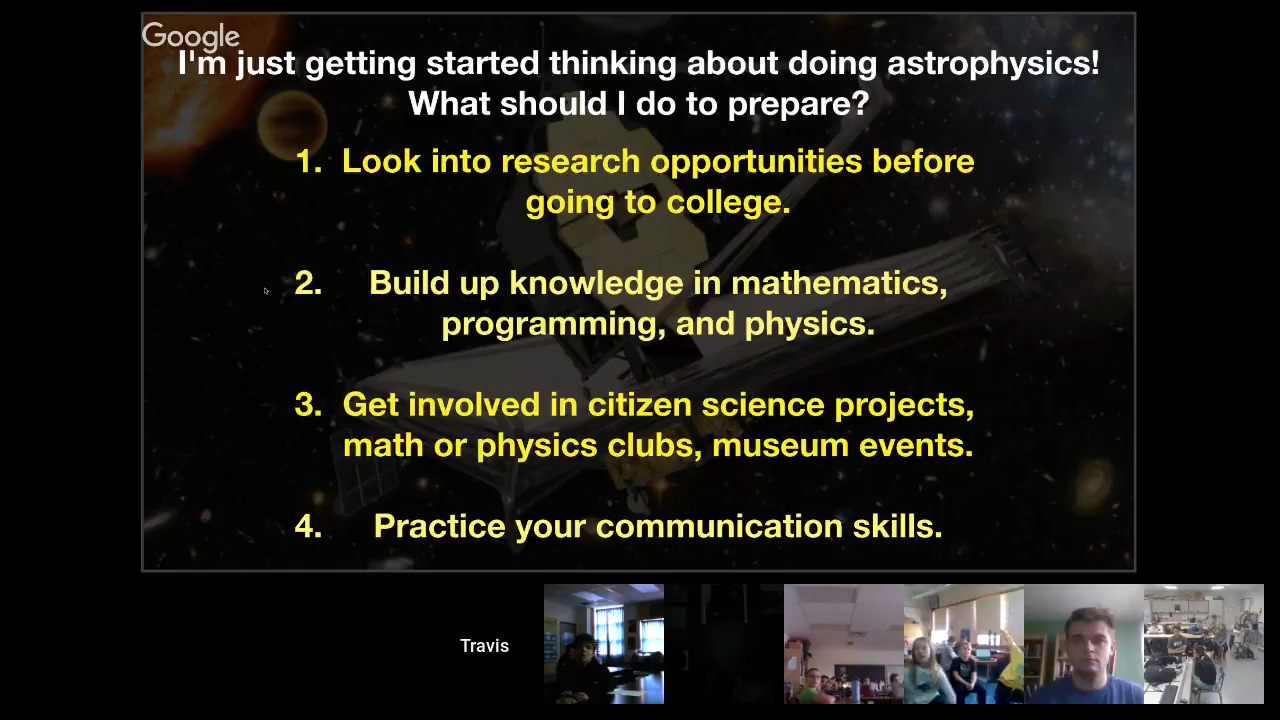 Google
I'm just getting started thinking about doing astrophysics!
What should I do to prepare?
1. Look into research opportunities before
going to college.
2. Build up knowledge in mathematics,
programming, and physics.
3. Get involved in citizen science projects,
math or physics clubs, museum events.
4. Practice your communication skills.
Travis